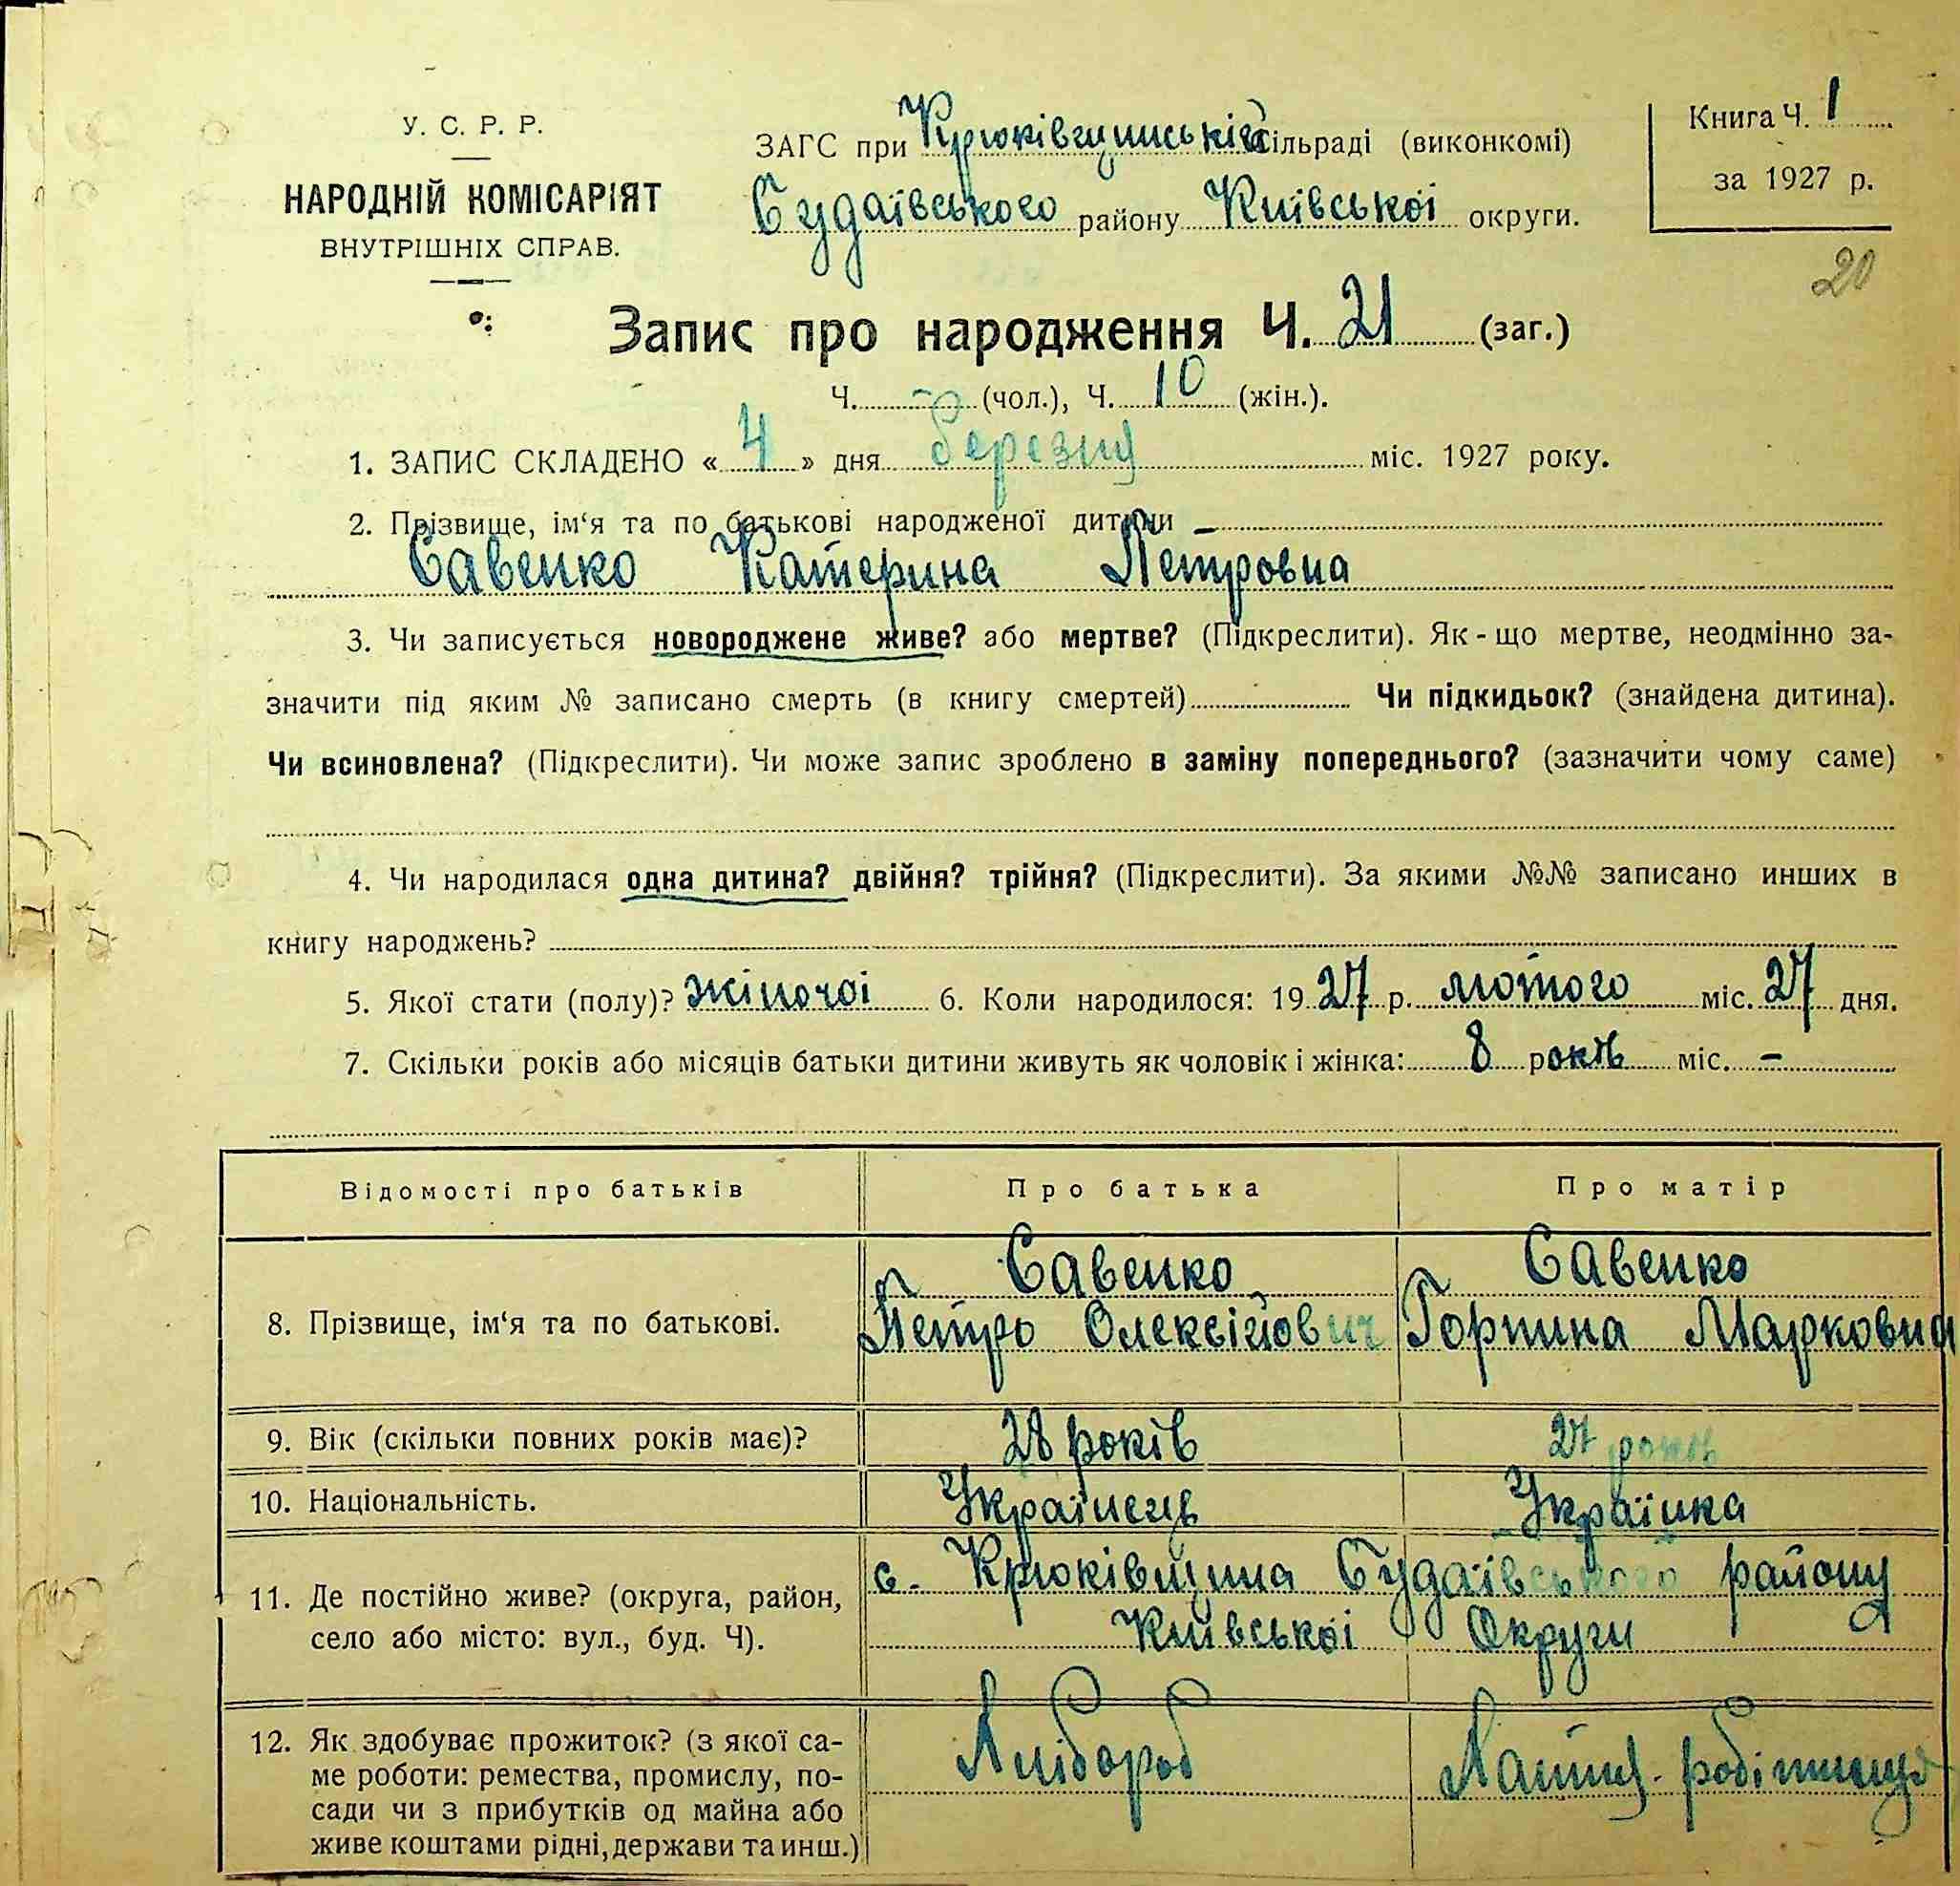 У. С. Р. Р.
НАРОДНІЙ КОМІСАРІЯТ
ВНУТРІШНІХ СПРАВ.
ЗАГС при Крюківщинській сільраді (виконкомі)
Будаївського району Київської округи.
Книга Ч. 1
за 1927 р.
20
Запис про народження Ч. 21 (заг.)
Ч. - (чол.), Ч. 10 (жін.).
1. ЗАПИС СКЛАДЕНО « 4 » дня березня міс. 1927 року.
2. Прізвище, ім‘я та по батькові народженої дитини –
Савенко Катерина Петровна
3. Чи записується новороджене живе? або мертве? (Підкреслити). Як-що мертве, неодмінно за-
значити під яким № записано смерть (в книгу смертей) Чи підкидьок? (знайдена дитина).
Чи всиновлена? (Підкреслити). Чи може запис зроблено в заміну попереднього? (зазначити чому саме)
4. Чи народилася одна дитина? двійня? трійня? (Підкреслити). За якими №№ записано инших в
книгу народжень?
5. Якої стати (полу)? жіночої 6. Коли народилося: 1927 р. лютого міс. 27 дня.
7. Скільки років або місяців батьки дитини живуть як чоловік і жінка: 8 років міс. –
Відомості про батьків Про батька Про матір
8. Прізвище, ім‘я та по батькові. Савенко Петро Олексійович Савенко Горпина Марковна
9. Вік (скільки повних років має)? 28 років 27 років
10. Національність. Українець Українка
11. Де постійно живе? (округа, район, с. Крюківщина Будаївського району
село або місто: вул., буд. Ч). Київської Округи
12. Як здобуває прожиток? (з якої са- Хлібороб Хатня-робітниця
ме роботи: ремества, промислу, по-
сади чи з прибутків од майна або
живе коштами рідні, держави та инш.)